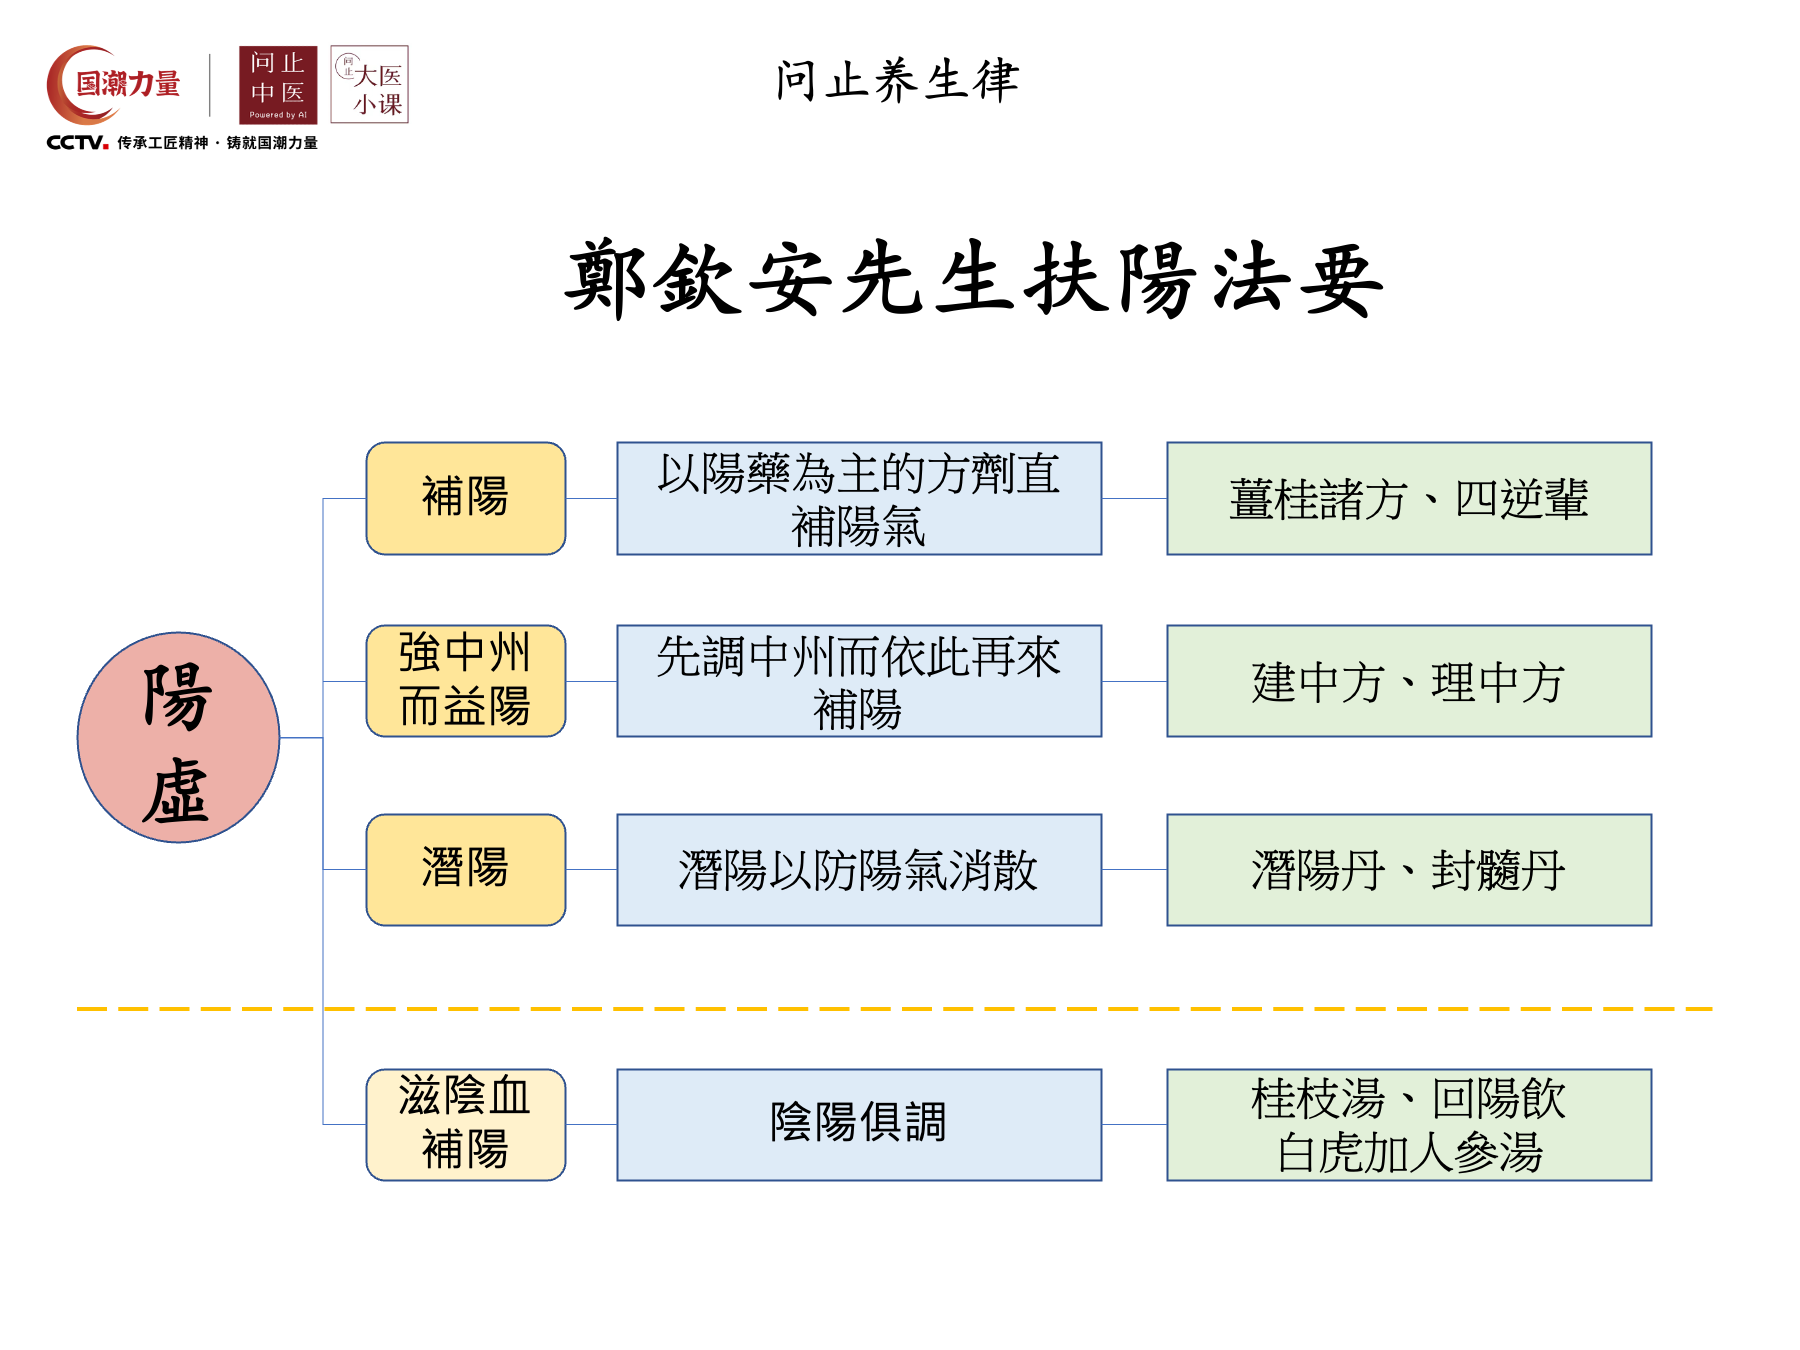 国潮力量
CCTV. 传承工匠精神·铸就国潮力量
问止
中医
Powered by AI
问止
大医
小课
问止养生律
鄭欽安先生扶陽法要
陽
虛
補陽
以陽藥為主的方劑直
補陽氣
薑桂諸方、四逆輩
強中州
而益陽
先調中州而依此再來
補陽
建中方、理中方
潛陽
潛陽以防陽氣消散
潛陽丹、封髓丹
滋陰血
補陽
陰陽俱調
桂枝湯、回陽飲
白虎加人參湯